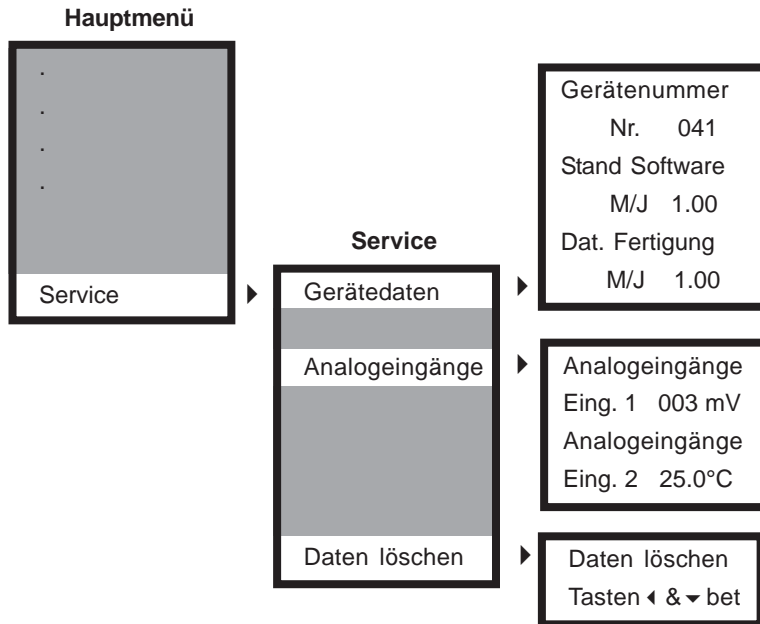 Hauptmenü
.
.
.
.
Service
Service
Gerätedaten
Analogeingänge
Daten löschen
Gerätenummer
Nr. 041
Stand Software
M/J 1.00
Dat. Fertigung
M/J 1.00
Analogeingänge
Eing. 1 003 mV
Analogeingänge
Eing. 2 25.0°C
Daten löschen
Tasten ◂ & ▾ bet